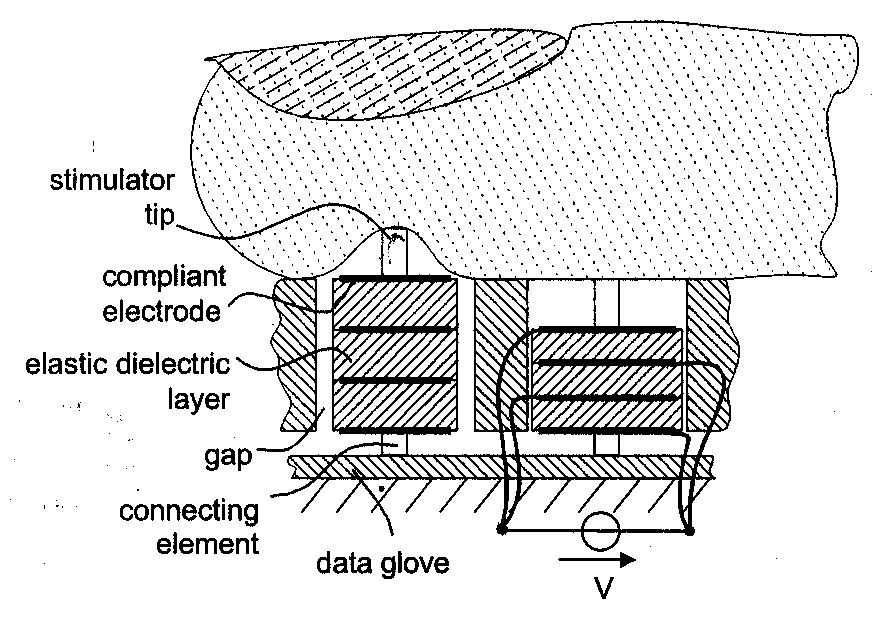 stimulator
tip
compliant
electrode
elastic dielectric
layer
gap
connecting
element
data glove
V